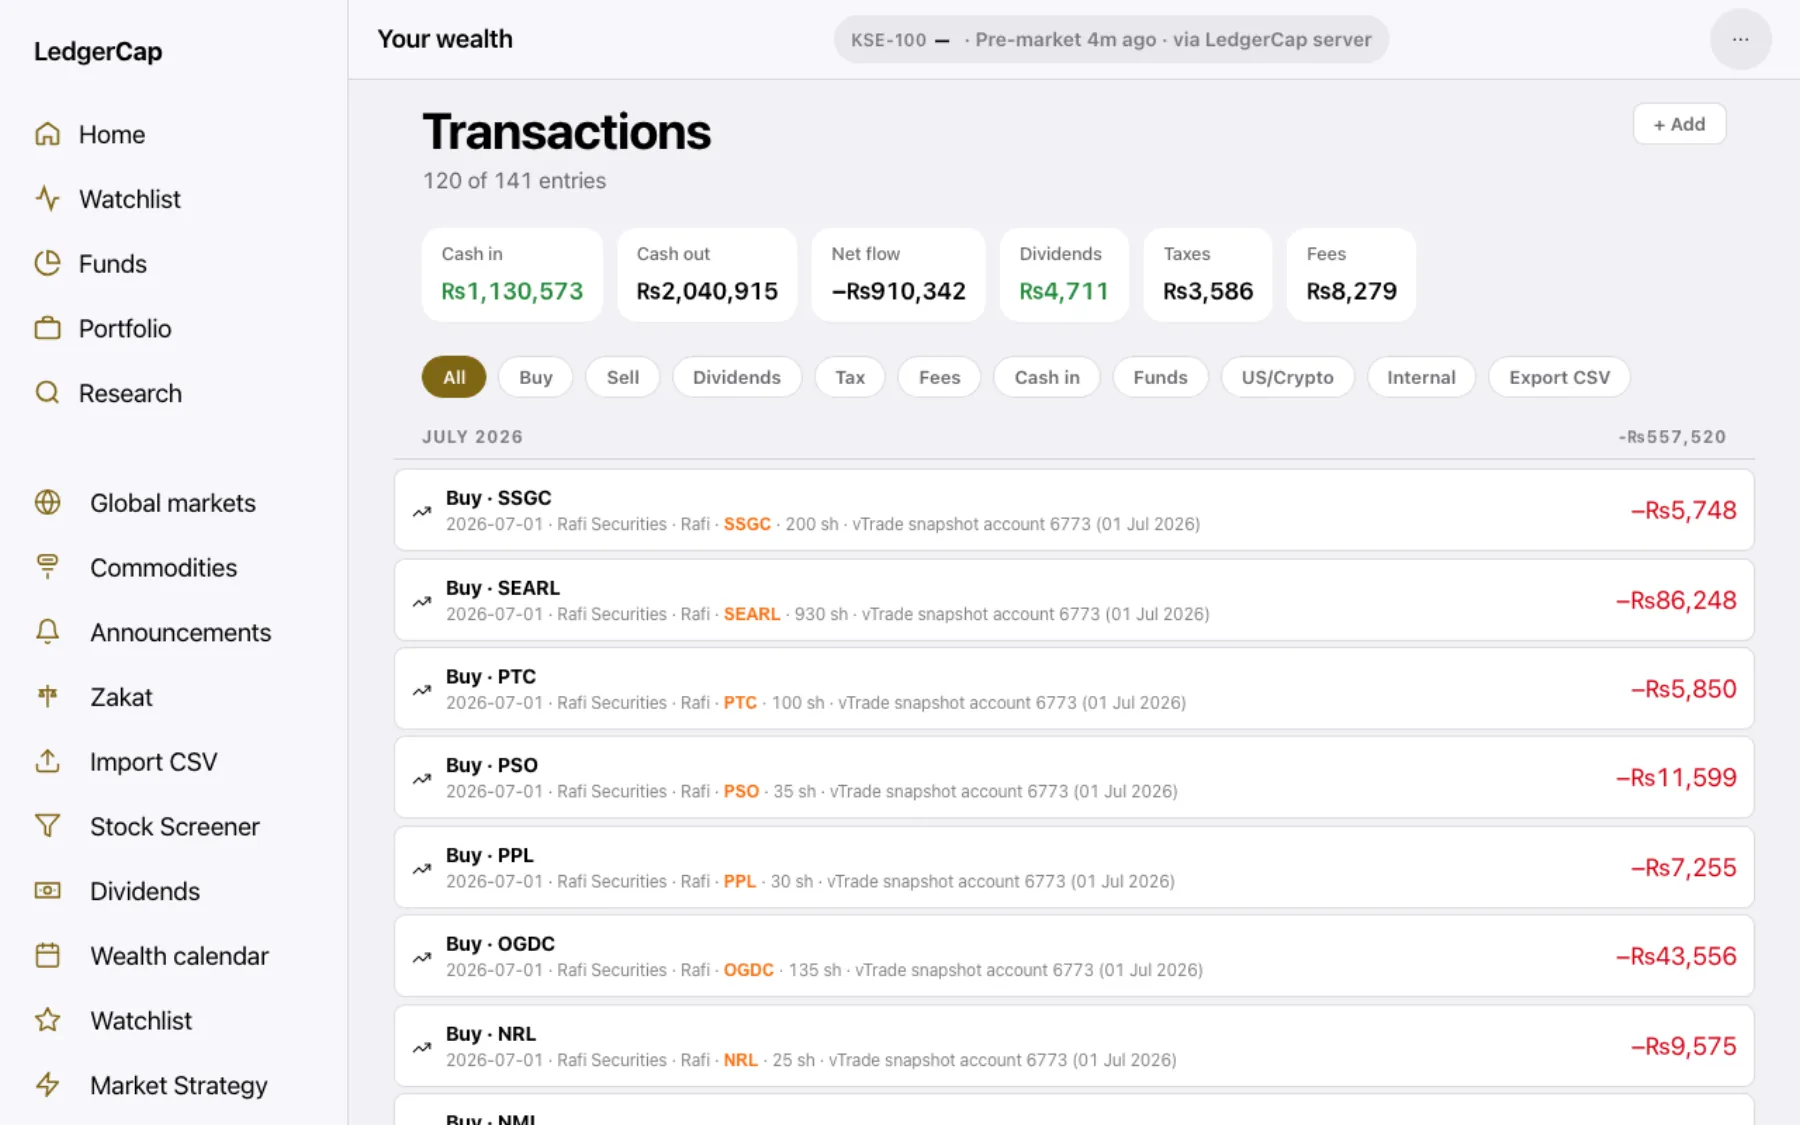 LedgerCap
Home
Watchlist
Funds
Portfolio
Research
Global markets
Commodities
Announcements
Zakat
Import CSV
Stock Screener
Dividends
Wealth calendar
Watchlist
Market Strategy
Your wealth
KSE-100 — · Pre-market 4m ago · via LedgerCap server
...
Transactions
+ Add
120 of 141 entries
Cash in
Rs1,130,573
Cash out
Rs2,040,915
Net flow
–Rs910,342
Dividends
Rs4,711
Taxes
Rs3,586
Fees
Rs8,279
All Buy Sell Dividends Tax Fees Cash in Funds US/Crypto Internal Export CSV
JULY 2026 -Rs557,520
Buy · SSGC
2026-07-01 · Rafi Securities · Rafi · SSGC · 200 sh · vTrade snapshot account 6773 (01 Jul 2026)
–Rs5,748
Buy · SEARL
2026-07-01 · Rafi Securities · Rafi · SEARL · 930 sh · vTrade snapshot account 6773 (01 Jul 2026)
–Rs86,248
Buy · PTC
2026-07-01 · Rafi Securities · Rafi · PTC · 100 sh · vTrade snapshot account 6773 (01 Jul 2026)
–Rs5,850
Buy · PSO
2026-07-01 · Rafi Securities · Rafi · PSO · 35 sh · vTrade snapshot account 6773 (01 Jul 2026)
–Rs11,599
Buy · PPL
2026-07-01 · Rafi Securities · Rafi · PPL · 30 sh · vTrade snapshot account 6773 (01 Jul 2026)
–Rs7,255
Buy · OGDC
2026-07-01 · Rafi Securities · Rafi · OGDC · 135 sh · vTrade snapshot account 6773 (01 Jul 2026)
–Rs43,556
Buy · NRL
2026-07-01 · Rafi Securities · Rafi · NRL · 25 sh · vTrade snapshot account 6773 (01 Jul 2026)
–Rs9,575
Buy · NML